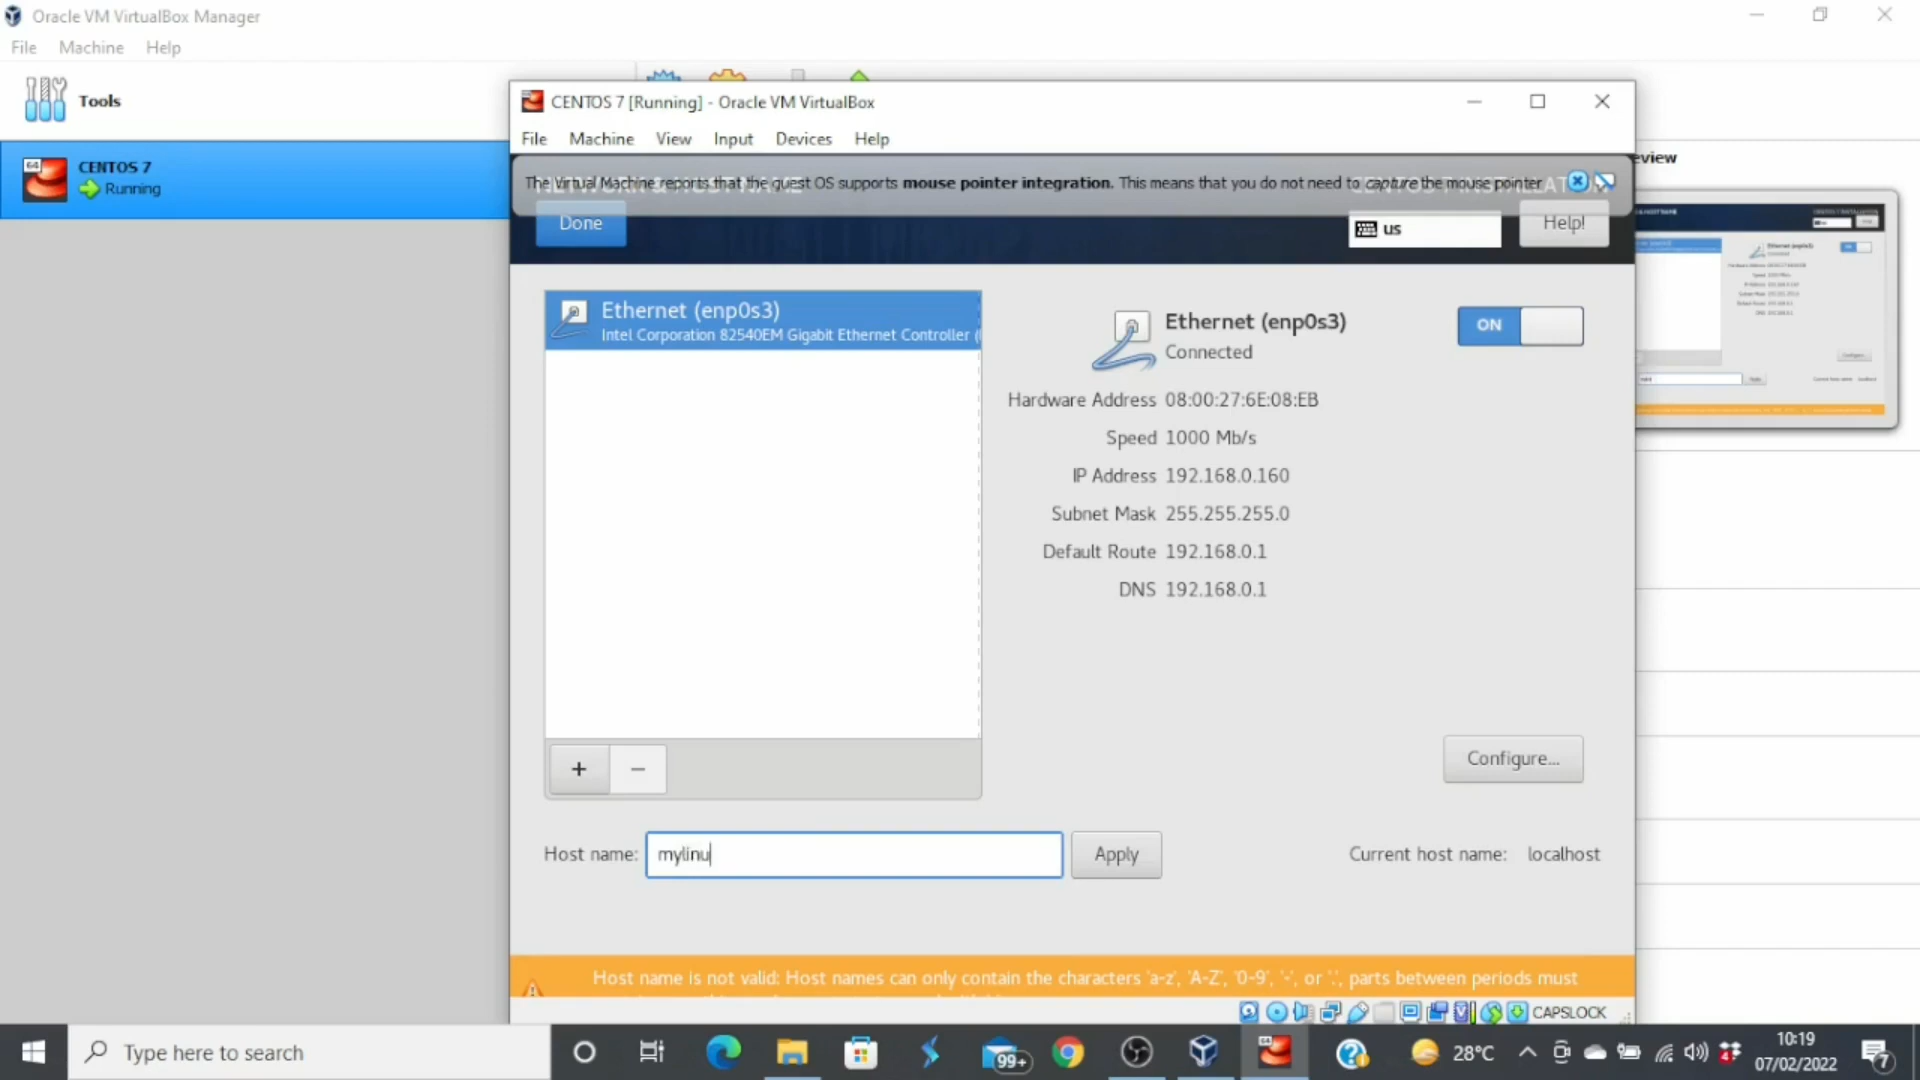 Oracle VM VirtualBox Manager
File Machine Help
Tools
64 CENTOS 7
Running
CENTOS 7 [Running] - Oracle VM VirtualBox
File Machine View Input Devices Help
The Virtual Machine reports that the guest OS supports mouse pointer integration. This means that you do not need to capture the mouse pointer
eview
Done
us
Help!
Ethernet (enp0s3)
Intel Corporation 82540EM Gigabit Ethernet Controller (
Ethernet (enp0s3)
Connected
ON
Hardware Address 08:00:27:6E:08:EB
Speed 1000 Mb/s
IP Address 192.168.0.160
Subnet Mask 255.255.255.0
Default Route 192.168.0.1
DNS 192.168.0.1
+ −
Configure...
Host name: mylinu
Apply
Current host name: localhost
Host name is not valid: Host names can only contain the characters 'a-z', 'A-Z', '0-9', '-', or '.', parts between periods must
CAPSLOCK
Type here to search
99+
28°C
10:19
07/02/2022
7